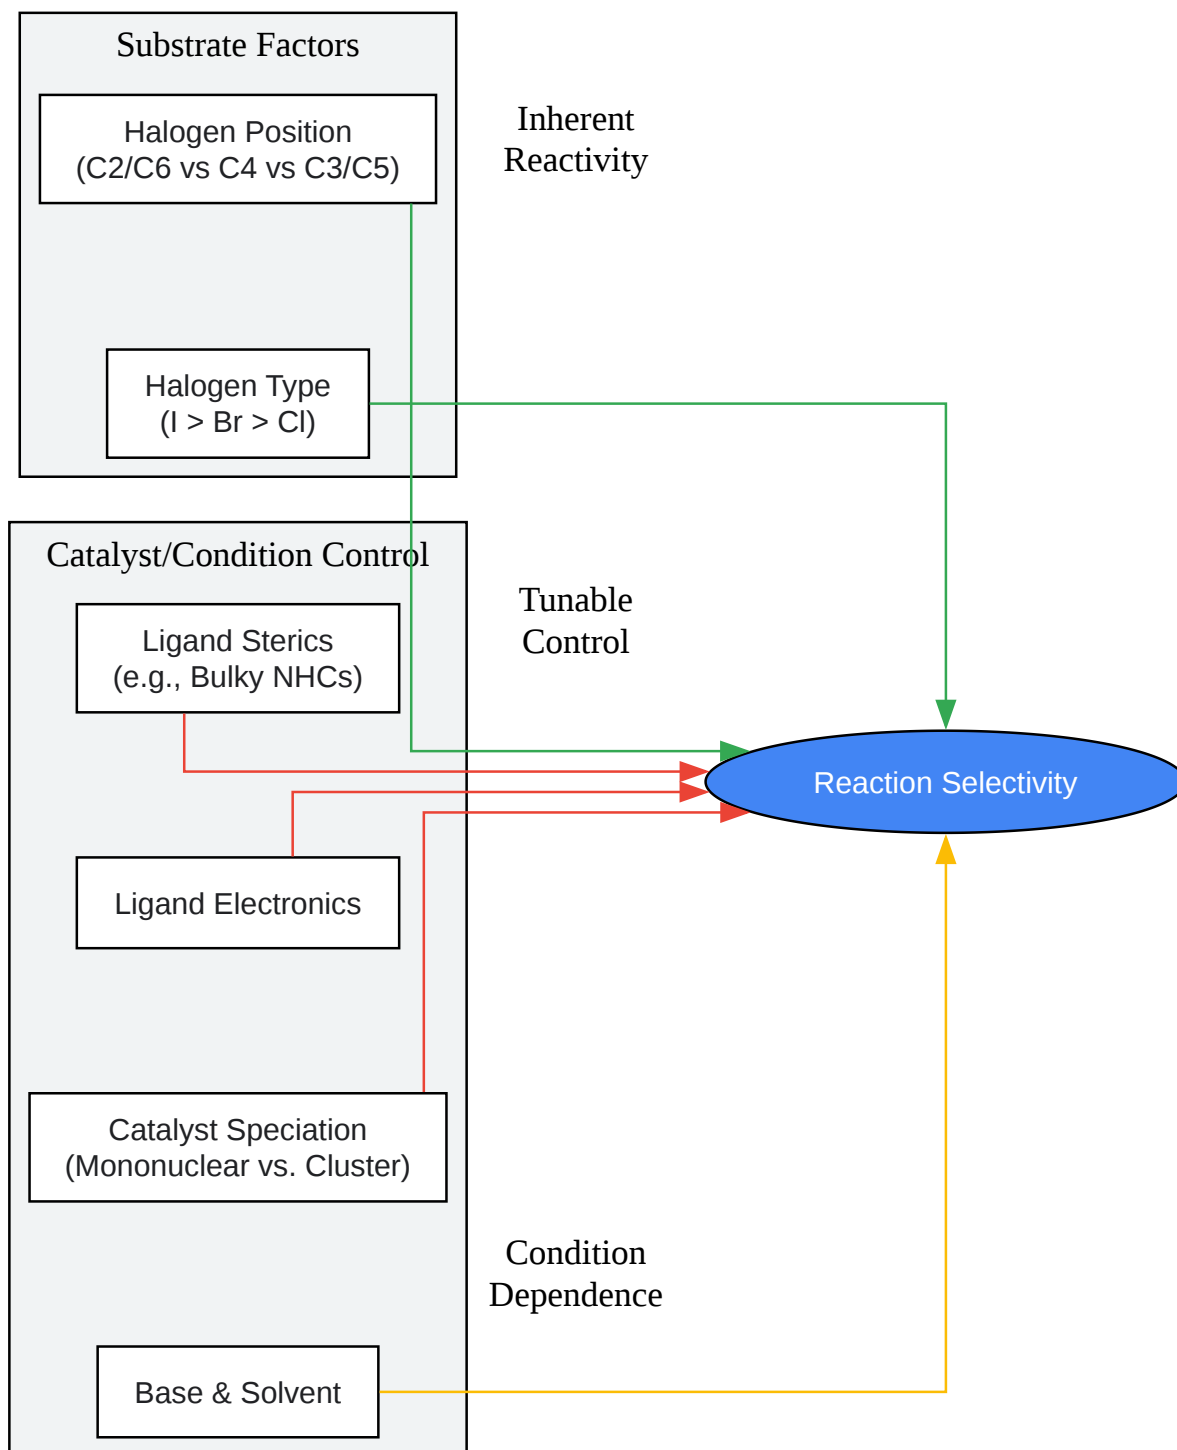 Substrate Factors
Halogen Position
(C2/C6 vs C4 vs C3/C5)
Inherent
Reactivity
Halogen Type
(I > Br > Cl)
Catalyst/Condition Control
Ligand Sterics
(e.g., Bulky NHCs)
Tunable
Control
Reaction Selectivity
Ligand Electronics
Catalyst Speciation
(Mononuclear vs. Cluster)
Condition
Dependence
Base & Solvent